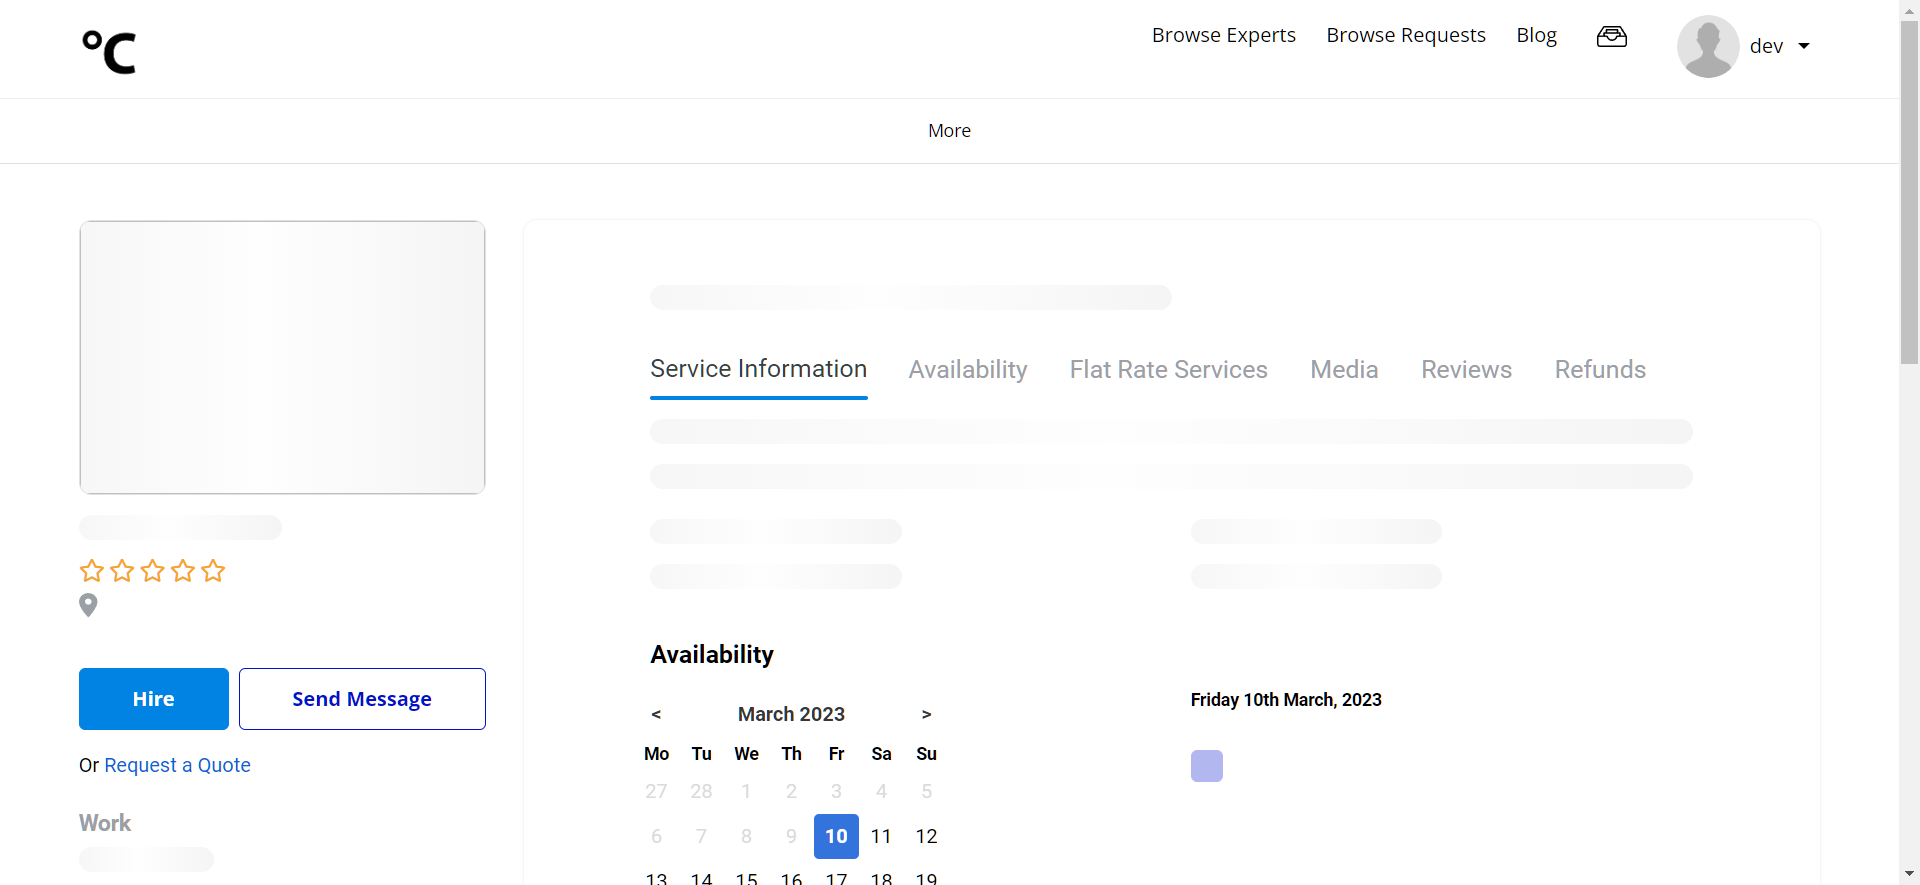 °C
Browse Experts Browse Requests Blog dev
More
Service Information Availability Flat Rate Services Media Reviews Refunds
Hire Send Message
Or Request a Quote
Work
Availability
< March 2023 >
Friday 10th March, 2023
Mo Tu We Th Fr Sa Su
27 28 1 2 3 4 5
6 7 8 9 10 11 12
13 14 15 16 17 18 19